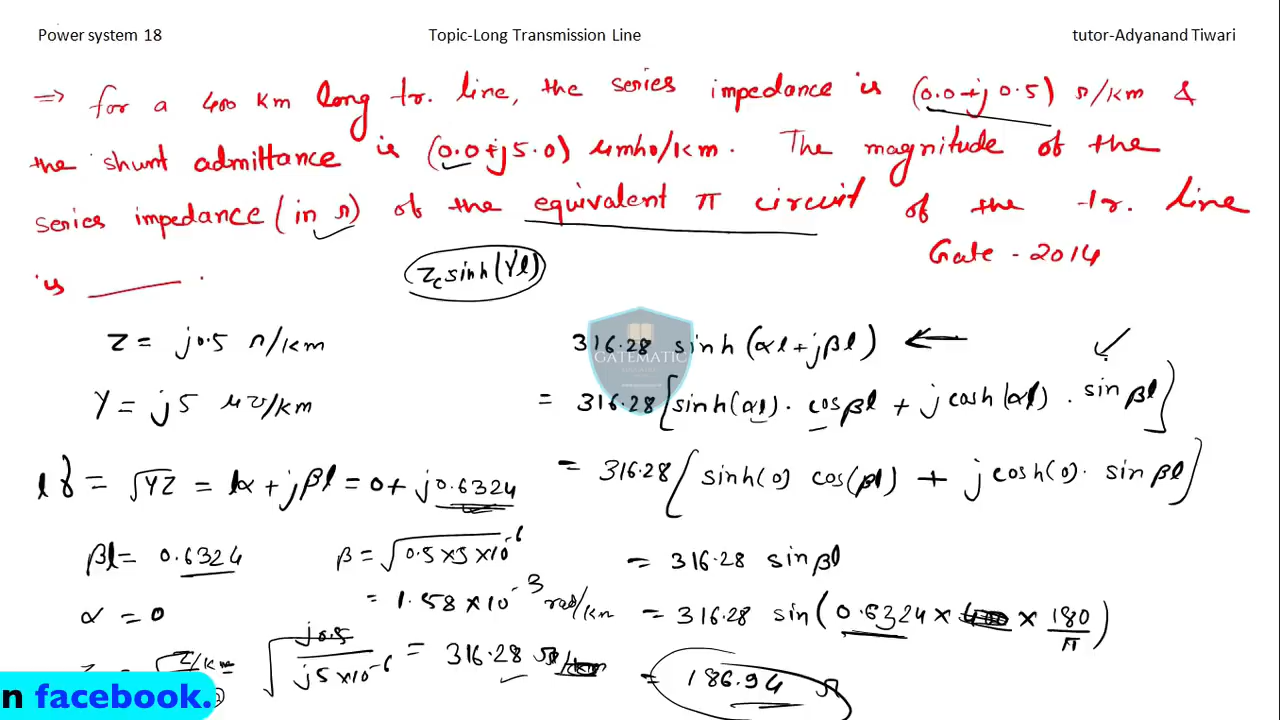 Power system 18 Topic-Long Transmission Line tutor-Adyanand Tiwari
⇒ for a 400 km long tr. line, the series impedance is (0.0+j 0.5) Ω/km &
the shunt admittance is (0.0+j5.0) μmho/km. The magnitude of the
series impedance (in Ω) of the equivalent π circuit of the tr. line
is ______ . Gate - 2014
Zc sinh(γl)
Z = j0.5 Ω/km
Y = j5 μ℧/km
lγ = √YZ = lα + jβl = 0 + j0.6324
βl = 0.6324
α = 0
β = √0.5×5×10⁻⁶
= 1.58 × 10⁻³ rad/km
√(j0.5 / j5×10⁻⁶) = 316.28 Ω
Z/km
316.28 sinh(αl+jβl) ←
= 316.28 [sinh(αl). cosβl + j cosh(αl) . sinβl]
= 316.28 [sinh(0) cos(βl) + j cosh(0). sinβl]
= 316.28 sinβl
= 316.28 sin(0.6324 × × 180/π)
= 186.94 Ω
GATEMATIC
n facebook.